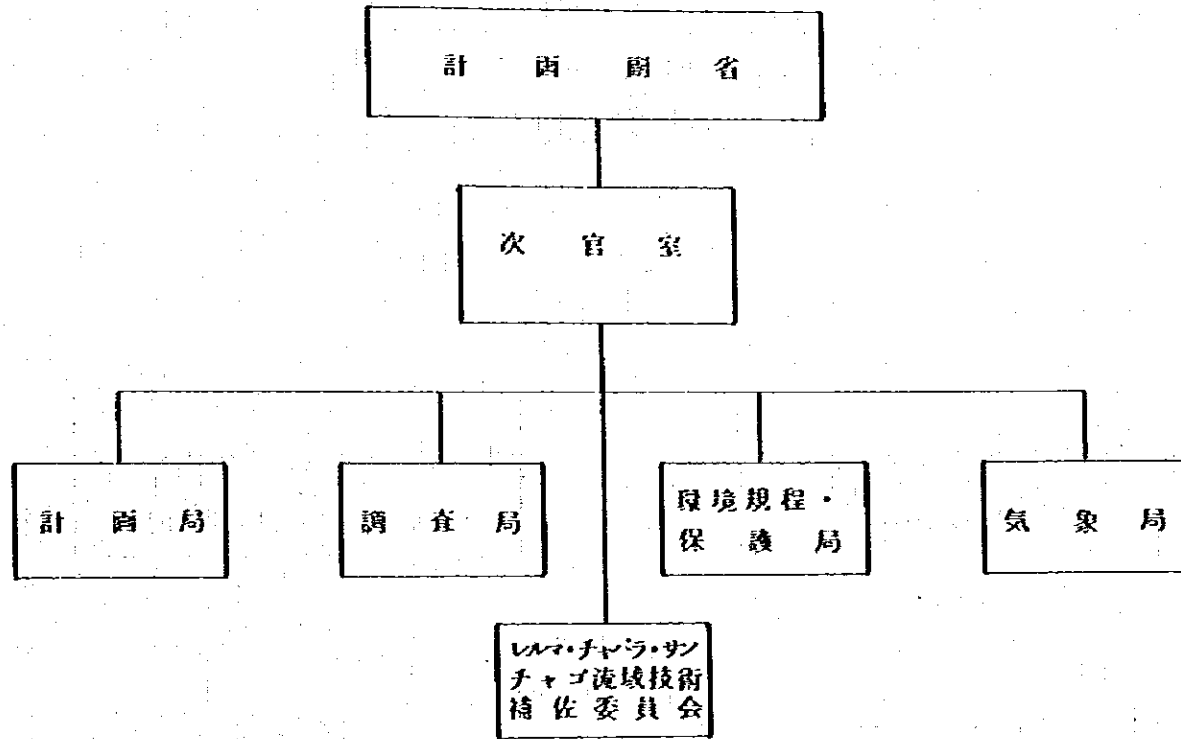 計画閣省
次官室
計画局
調査局
環境規程・
保護局
気象局
レルマ・チャパラ・サン
チャゴ流域技術
補佐委員会